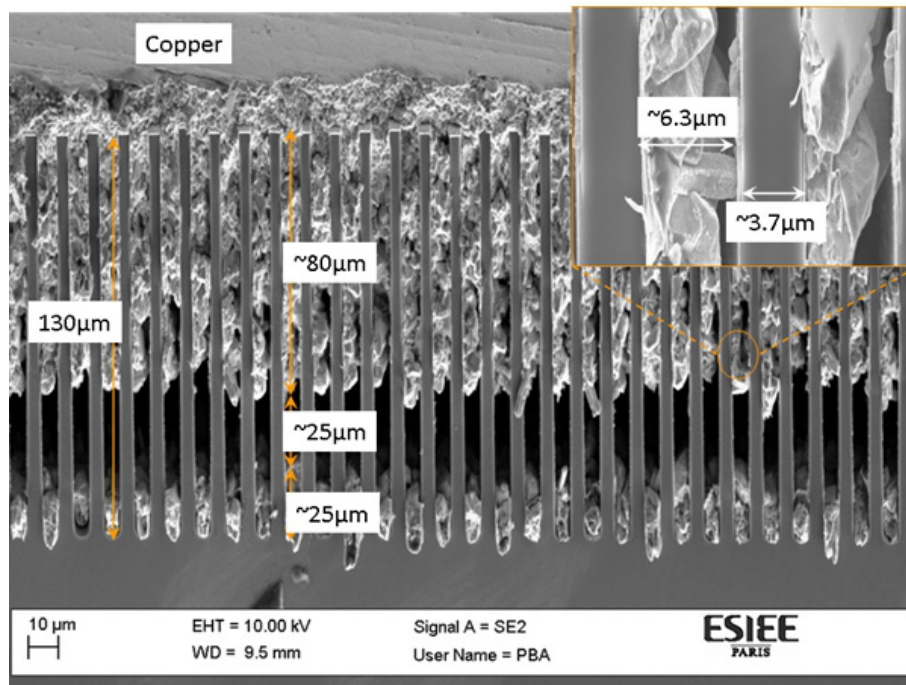 Copper
~6.3µm
~3.7µm
~80µm
130µm
~25µm
~25µm
10 µm
EHT = 10.00 kV
Signal A = SE2
WD = 9.5 mm
User Name = PBA
ESIEE
PARIS